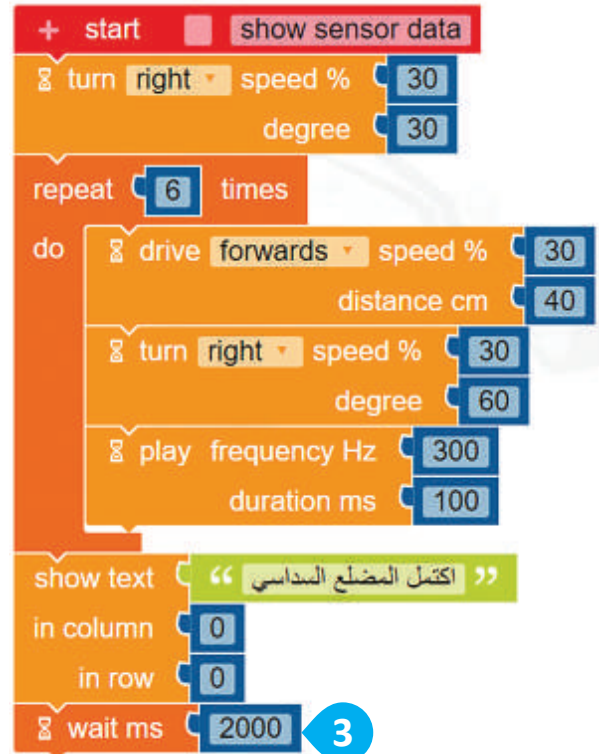 + start show sensor data
turn right speed % 30
degree 30
repeat 6 times
do drive forwards speed % 30
distance cm 40
turn right speed % 30
degree 60
play frequency Hz 300
duration ms 100
show text “ اكتمل المضلع السداسي ”
in column 0
in row 0
wait ms 2000 3